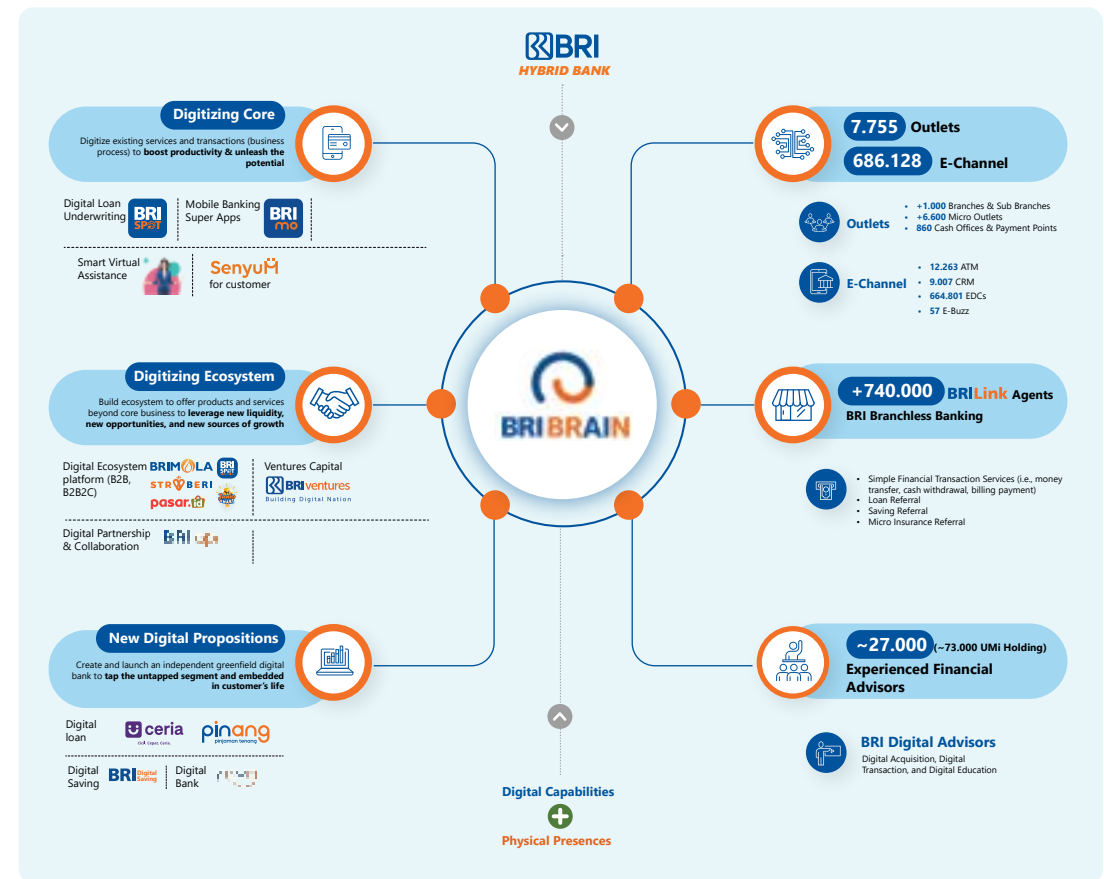 BRI
HYBRID BANK
Digitizing Core
Digitize existing services and transactions (business
process) to boost productivity & unleash the
potential
Digital Loan
Underwriting
BRI
SPOT
Mobile Banking
Super Apps
BRI
mo
Smart Virtual
Assistance
SenyuM
for customer
Digitizing Ecosystem
Build ecosystem to offer products and services
beyond core business to leverage new liquidity,
new opportunities, and new sources of growth
Digital Ecosystem
platform (B2B,
B2B2C)
BRIMOLA
BRI
SPOT
STROBERI
pasar.id
Ventures Capital
BRI ventures
Building Digital Nation
Digital Partnership
& Collaboration
BRI
New Digital Propositions
Create and launch an independent greenfield digital
bank to tap the untapped segment and embedded
in customer's life
Digital
loan
ceria
pinang
pinjaman tenang
Digital
Saving
BRI Digital
Saving
Digital
Bank
BRI BRAIN
7.755 Outlets
686.128 E-Channel
Outlets
• +1.000 Branches & Sub Branches
• +6.600 Micro Outlets
• 860 Cash Offices & Payment Points
E-Channel
• 12.263 ATM
• 9.007 CRM
• 664.801 EDCs
• 57 E-Buzz
+740.000 BRILink Agents
BRI Branchless Banking
• Simple Financial Transaction Services (i.e., money
transfer, cash withdrawal, billing payment)
• Loan Referral
• Saving Referral
• Micro Insurance Referral
~27.000 (~73.000 UMi Holding)
Experienced Financial
Advisors
BRI Digital Advisors
Digital Acquisition, Digital
Transaction, and Digital Education
Digital Capabilities
Physical Presences